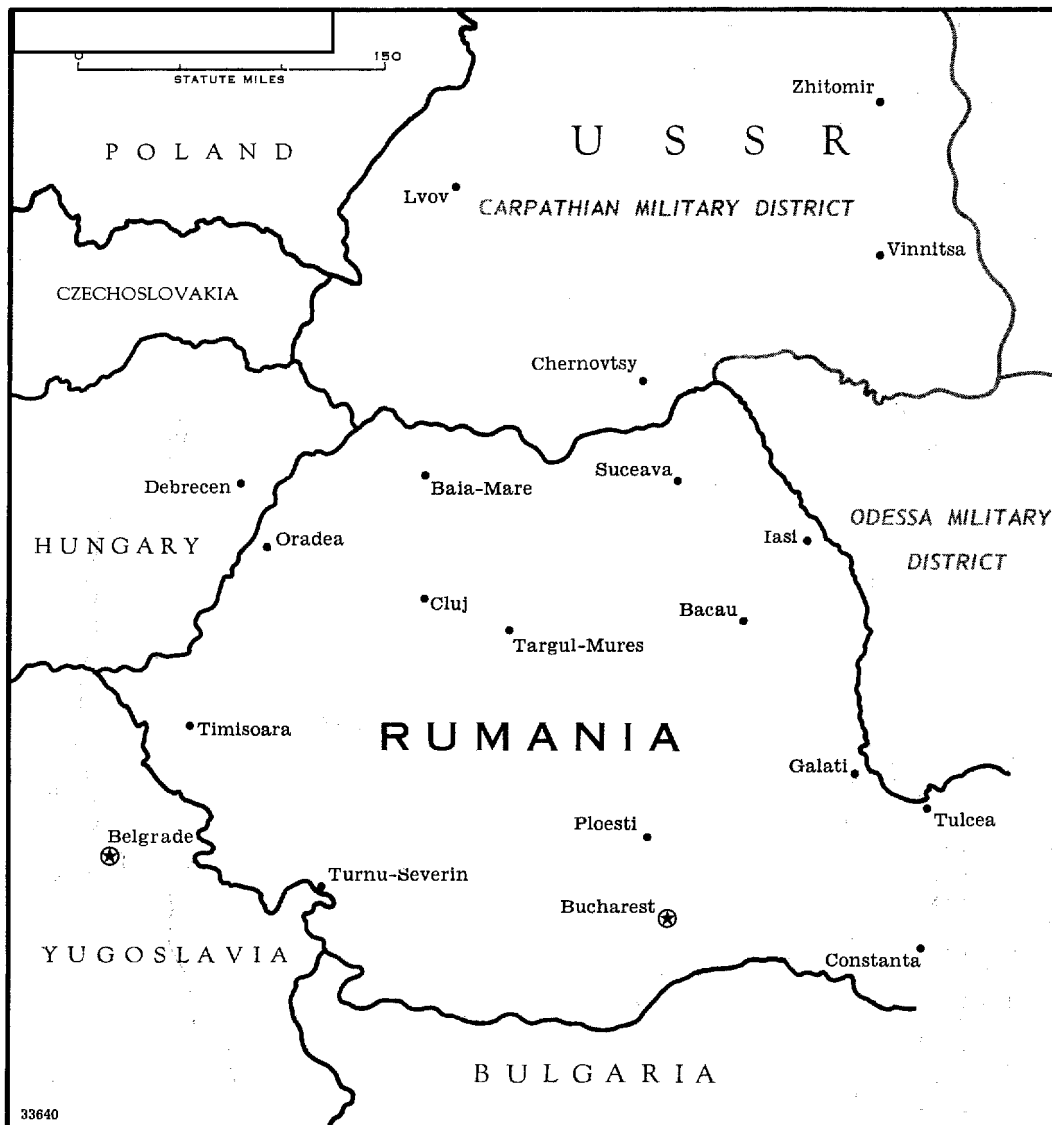 0 150
STATUTE MILES
Zhitomir
POLAND
USSR
Lvov
CARPATHIAN MILITARY DISTRICT
Vinnitsa
CZECHOSLOVAKIA
Chernovtsy
Debrecen
Baia-Mare
Suceava
ODESSA MILITARY
DISTRICT
HUNGARY
Oradea
Iasi
Cluj
Bacau
Targul-Mures
Timisoara
RUMANIA
Galati
Tulcea
Belgrade
Ploesti
Turnu-Severin
Bucharest
YUGOSLAVIA
Constanta
BULGARIA
33640